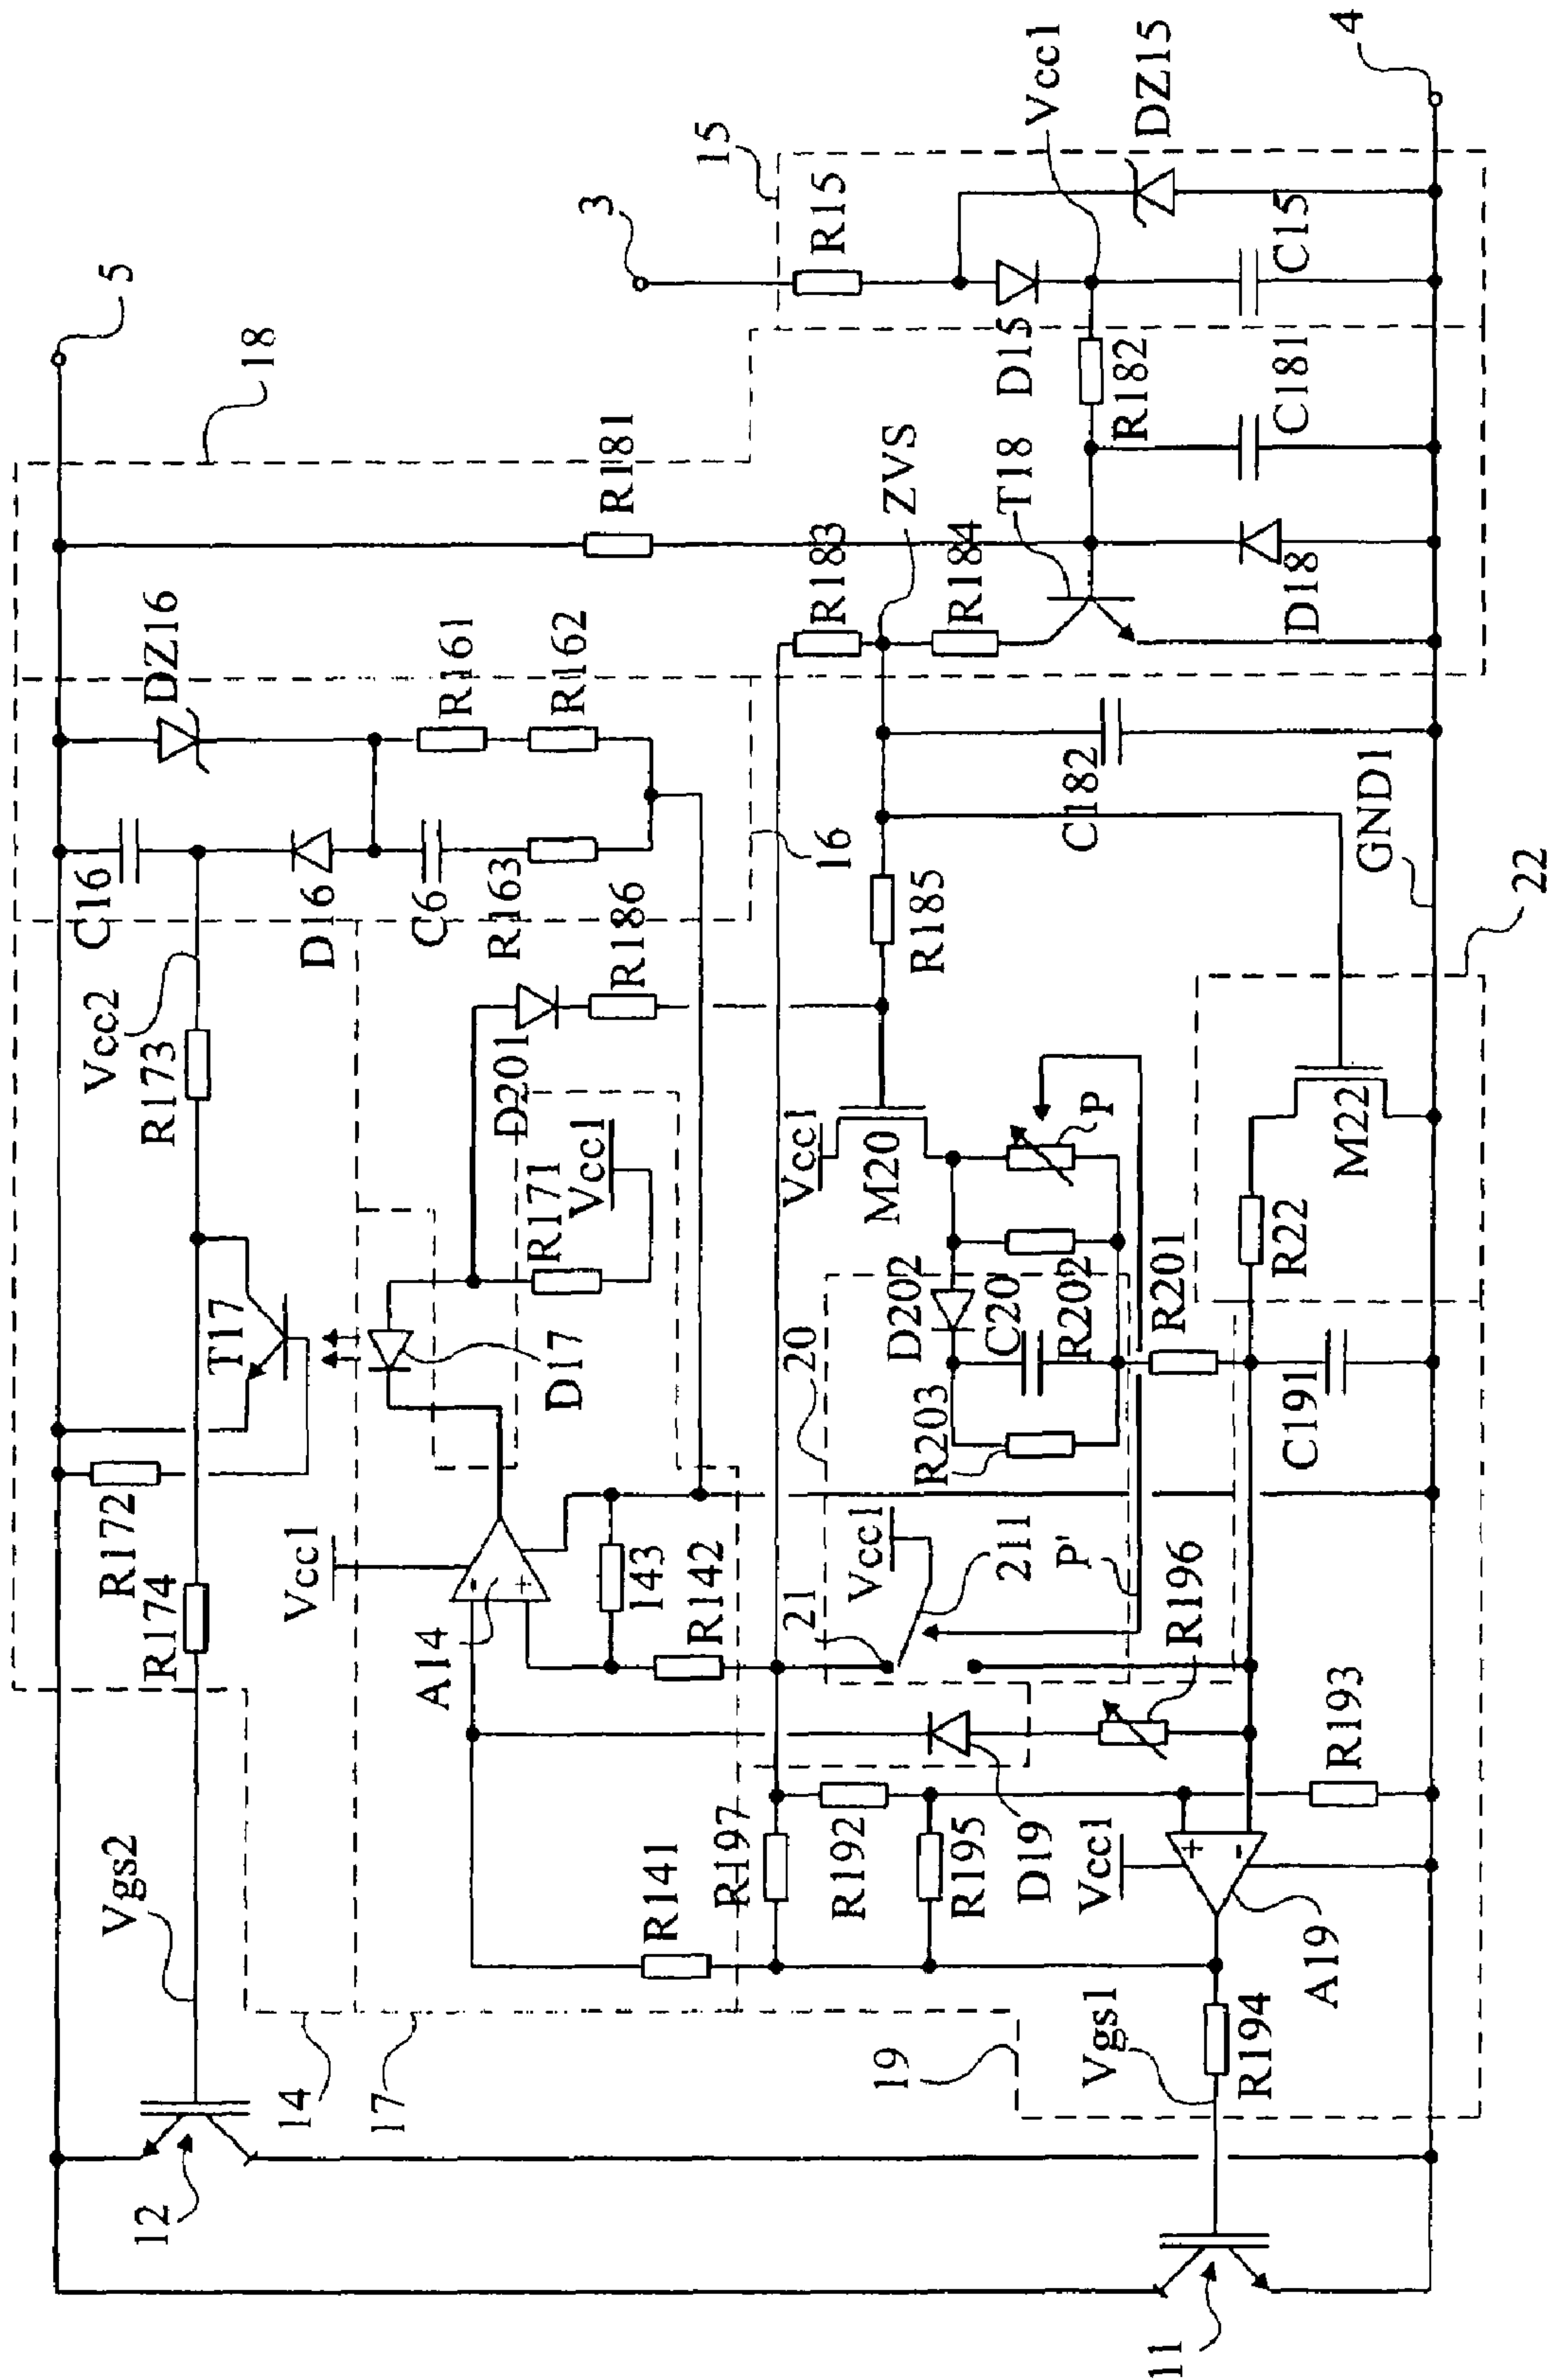 5
18
3
15
4
DZ16
R161
R162
R181
R15
Vcc1
DZ15
C15
D15
R182
C181
ZVS
T18
R183
R184
D18
C16
D16
C6
R163
16
C182
GND1
22
Vcc2
R173
R186
R185
D201
R171
Vcc1
Vcc1
M20
P
M22
R22
T17
D17
20
D202
C20
R202
R201
R203
C191
R172
R174
Vcc1
A14
143
R142
21
Vcc1
211
P'
R196
R193
Vgs2
R141
R197
R192
R195
D19
Vcc1
A19
14
17
19
Vgs1
R194
12
11